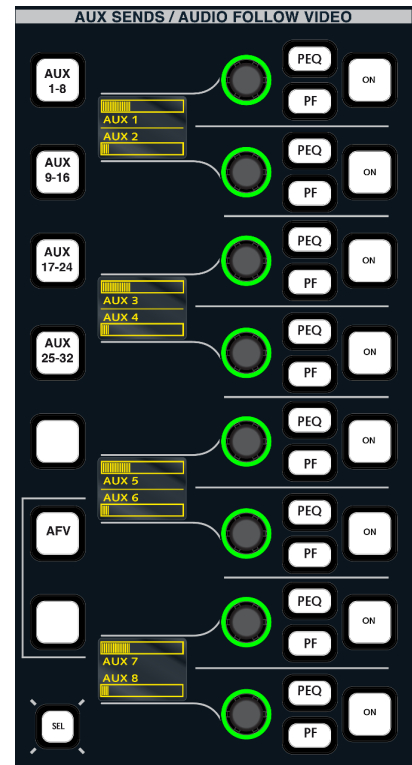 AUX SENDS / AUDIO FOLLOW VIDEO
AUX
1-8
PEQ
PF
ON
AUX 1
AUX 2
AUX
9-16
PEQ
PF
ON
AUX
17-24
PEQ
PF
ON
AUX 3
AUX 4
AUX
25-32
PEQ
PF
ON
PEQ
PF
ON
AUX 5
AUX 6
AFV
PEQ
PF
ON
PEQ
PF
ON
AUX 7
AUX 8
SEL
PEQ
PF
ON